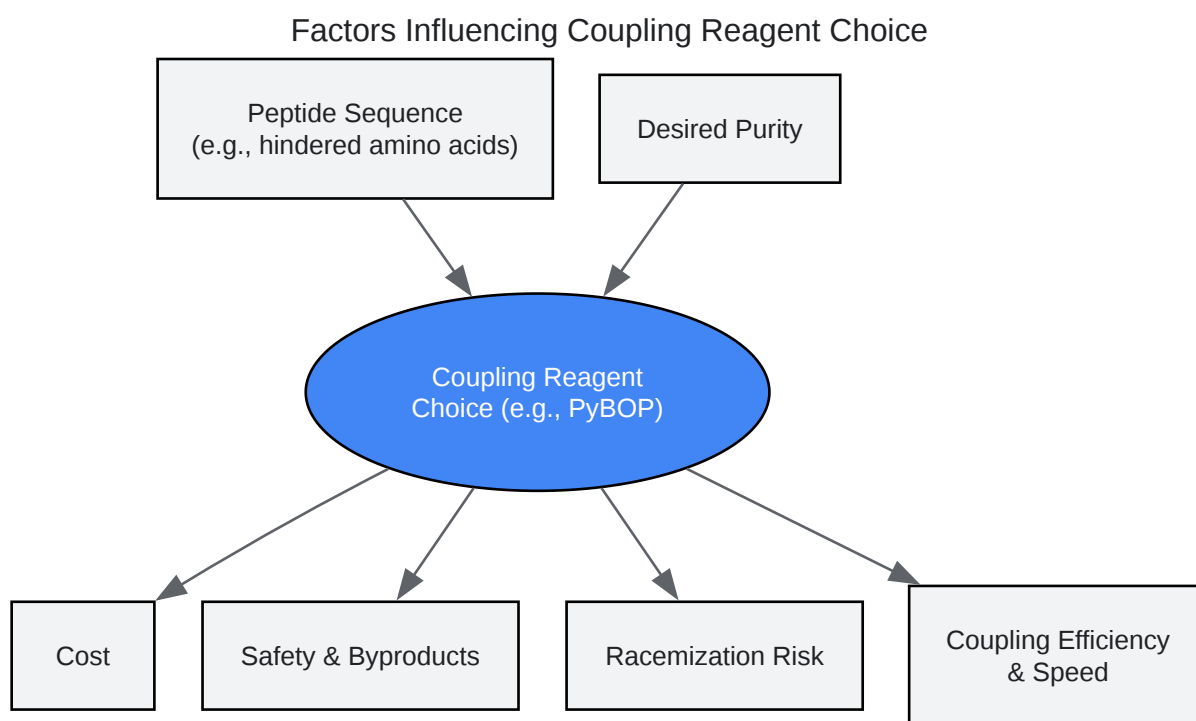 Factors Influencing Coupling Reagent Choice
Peptide Sequence
(e.g., hindered amino acids)
Desired Purity
Coupling Reagent
Choice (e.g., PyBOP)
Cost
Safety & Byproducts
Racemization Risk
Coupling Efficiency
& Speed